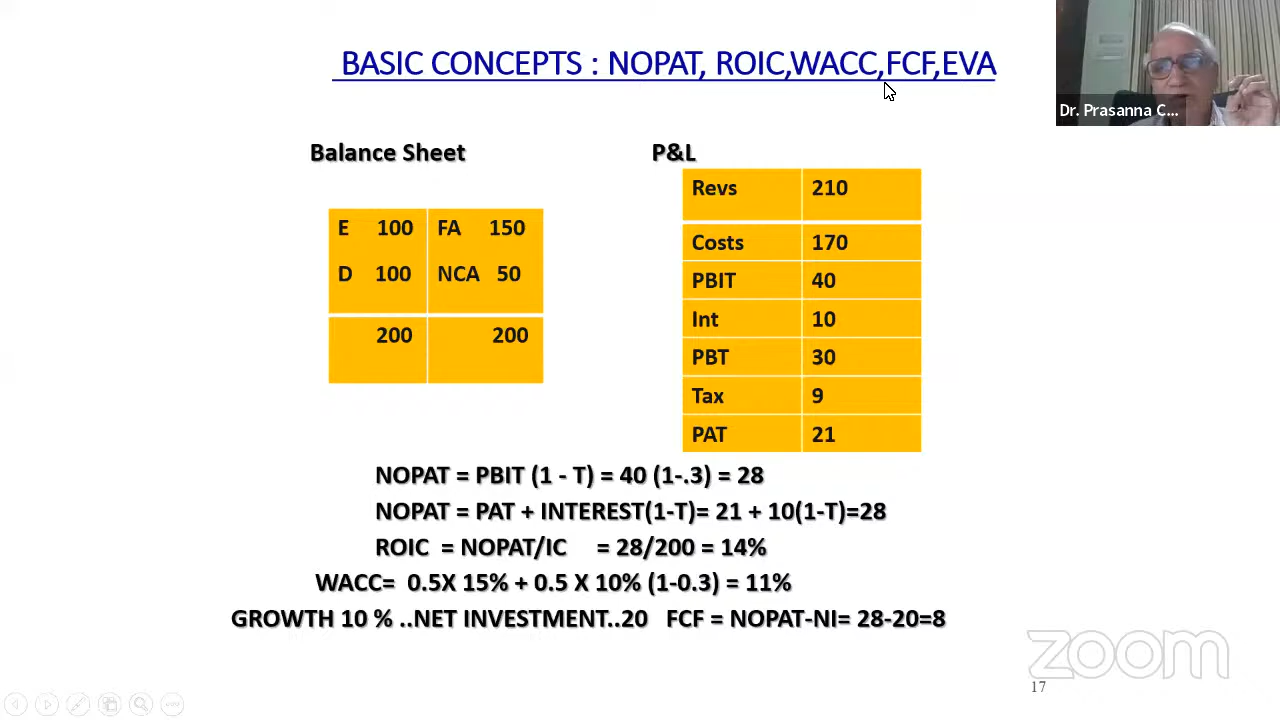 BASIC CONCEPTS : NOPAT, ROIC,WACC,FCF,EVA
Dr. Prasanna C...
Balance Sheet
P&L
E 100 FA 150
D 100 NCA 50
200 200
Revs 210
Costs 170
PBIT 40
Int 10
PBT 30
Tax 9
PAT 21
NOPAT = PBIT (1 - T) = 40 (1-.3) = 28
NOPAT = PAT + INTEREST(1-T)= 21 + 10(1-T)=28
ROIC = NOPAT/IC = 28/200 = 14%
WACC= 0.5X 15% + 0.5 X 10% (1-0.3) = 11%
GROWTH 10 % ..NET INVESTMENT..20 FCF = NOPAT-NI= 28-20=8
zoom
17